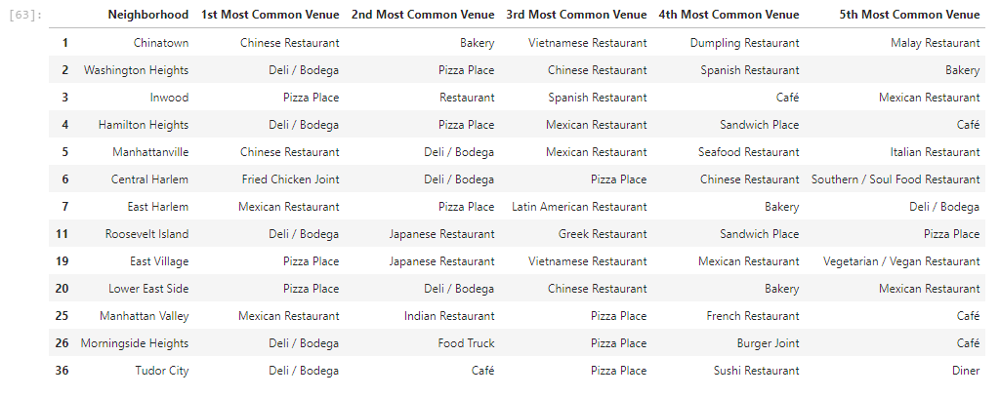 [63]: Neighborhood 1st Most Common Venue 2nd Most Common Venue 3rd Most Common Venue 4th Most Common Venue 5th Most Common Venue
1 Chinatown Chinese Restaurant Bakery Vietnamese Restaurant Dumpling Restaurant Malay Restaurant
2 Washington Heights Deli / Bodega Pizza Place Chinese Restaurant Spanish Restaurant Bakery
3 Inwood Pizza Place Restaurant Spanish Restaurant Café Mexican Restaurant
4 Hamilton Heights Deli / Bodega Pizza Place Mexican Restaurant Sandwich Place Café
5 Manhattanville Chinese Restaurant Deli / Bodega Mexican Restaurant Seafood Restaurant Italian Restaurant
6 Central Harlem Fried Chicken Joint Deli / Bodega Pizza Place Chinese Restaurant Southern / Soul Food Restaurant
7 East Harlem Mexican Restaurant Pizza Place Latin American Restaurant Bakery Deli / Bodega
11 Roosevelt Island Deli / Bodega Japanese Restaurant Greek Restaurant Sandwich Place Pizza Place
19 East Village Pizza Place Japanese Restaurant Vietnamese Restaurant Mexican Restaurant Vegetarian / Vegan Restaurant
20 Lower East Side Pizza Place Deli / Bodega Chinese Restaurant Bakery Mexican Restaurant
25 Manhattan Valley Mexican Restaurant Indian Restaurant Pizza Place French Restaurant Café
26 Morningside Heights Deli / Bodega Food Truck Pizza Place Burger Joint Café
36 Tudor City Deli / Bodega Café Pizza Place Sushi Restaurant Diner